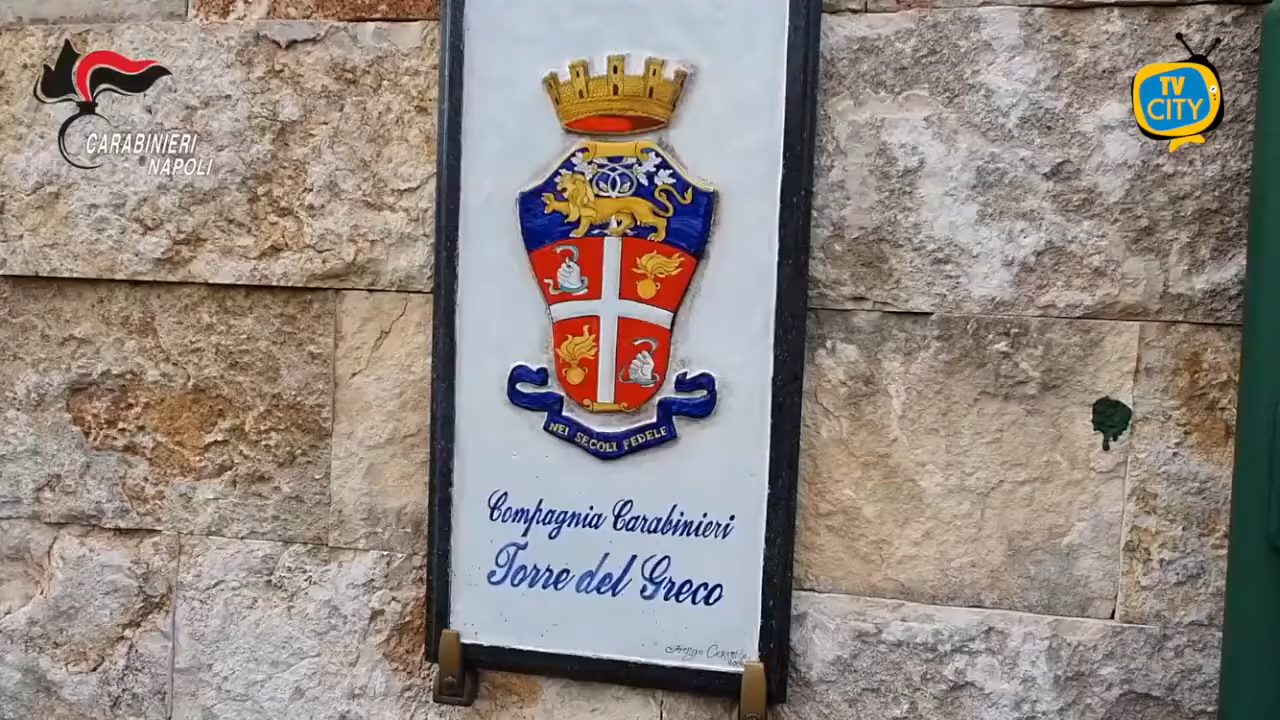 CARABINIERI
NAPOLI
TV
CITY
NEI SECOLI FEDELE
Compagnia Carabinieri
Torre del Greco